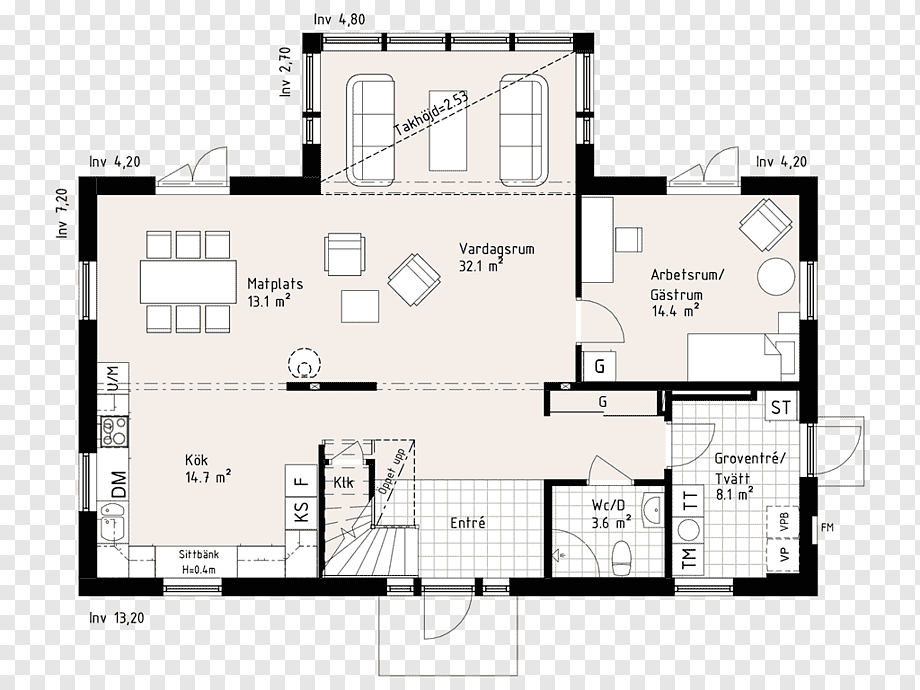 Inv 4,80
Inv 2,70
Takhöjd=2.53
Inv 4,20
Inv 4,20
Inv 7,20
Vardagsrum
32.1 m²
Matplats
13.1 m²
Arbetsrum/
Gästrum
14.4 m²
G
U/M
G
ST
Kök
14.7 m²
DM
F
KS
Klk
Öppet upp
Entré
Wc/D
3.6 m²
Groventré/
Tvätt
8.1 m²
TT
TM
VPB
VP
FM
Sittbänk
H=0.4m
Inv 13,20